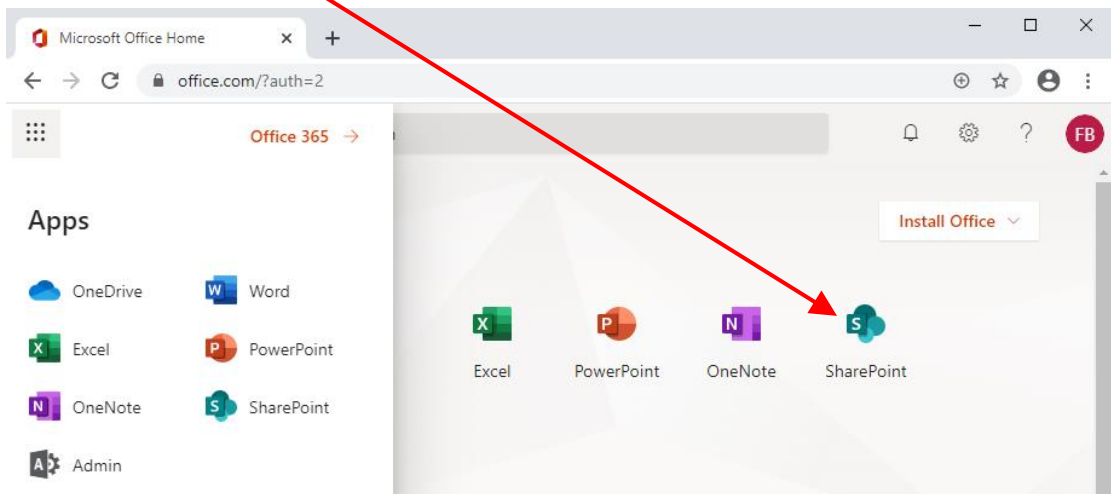 Microsoft Office Home
office.com/?auth=2
Office 365 →
FB
Apps
Install Office
OneDrive
Word
Excel
PowerPoint
OneNote
SharePoint
Admin
Excel
PowerPoint
OneNote
SharePoint